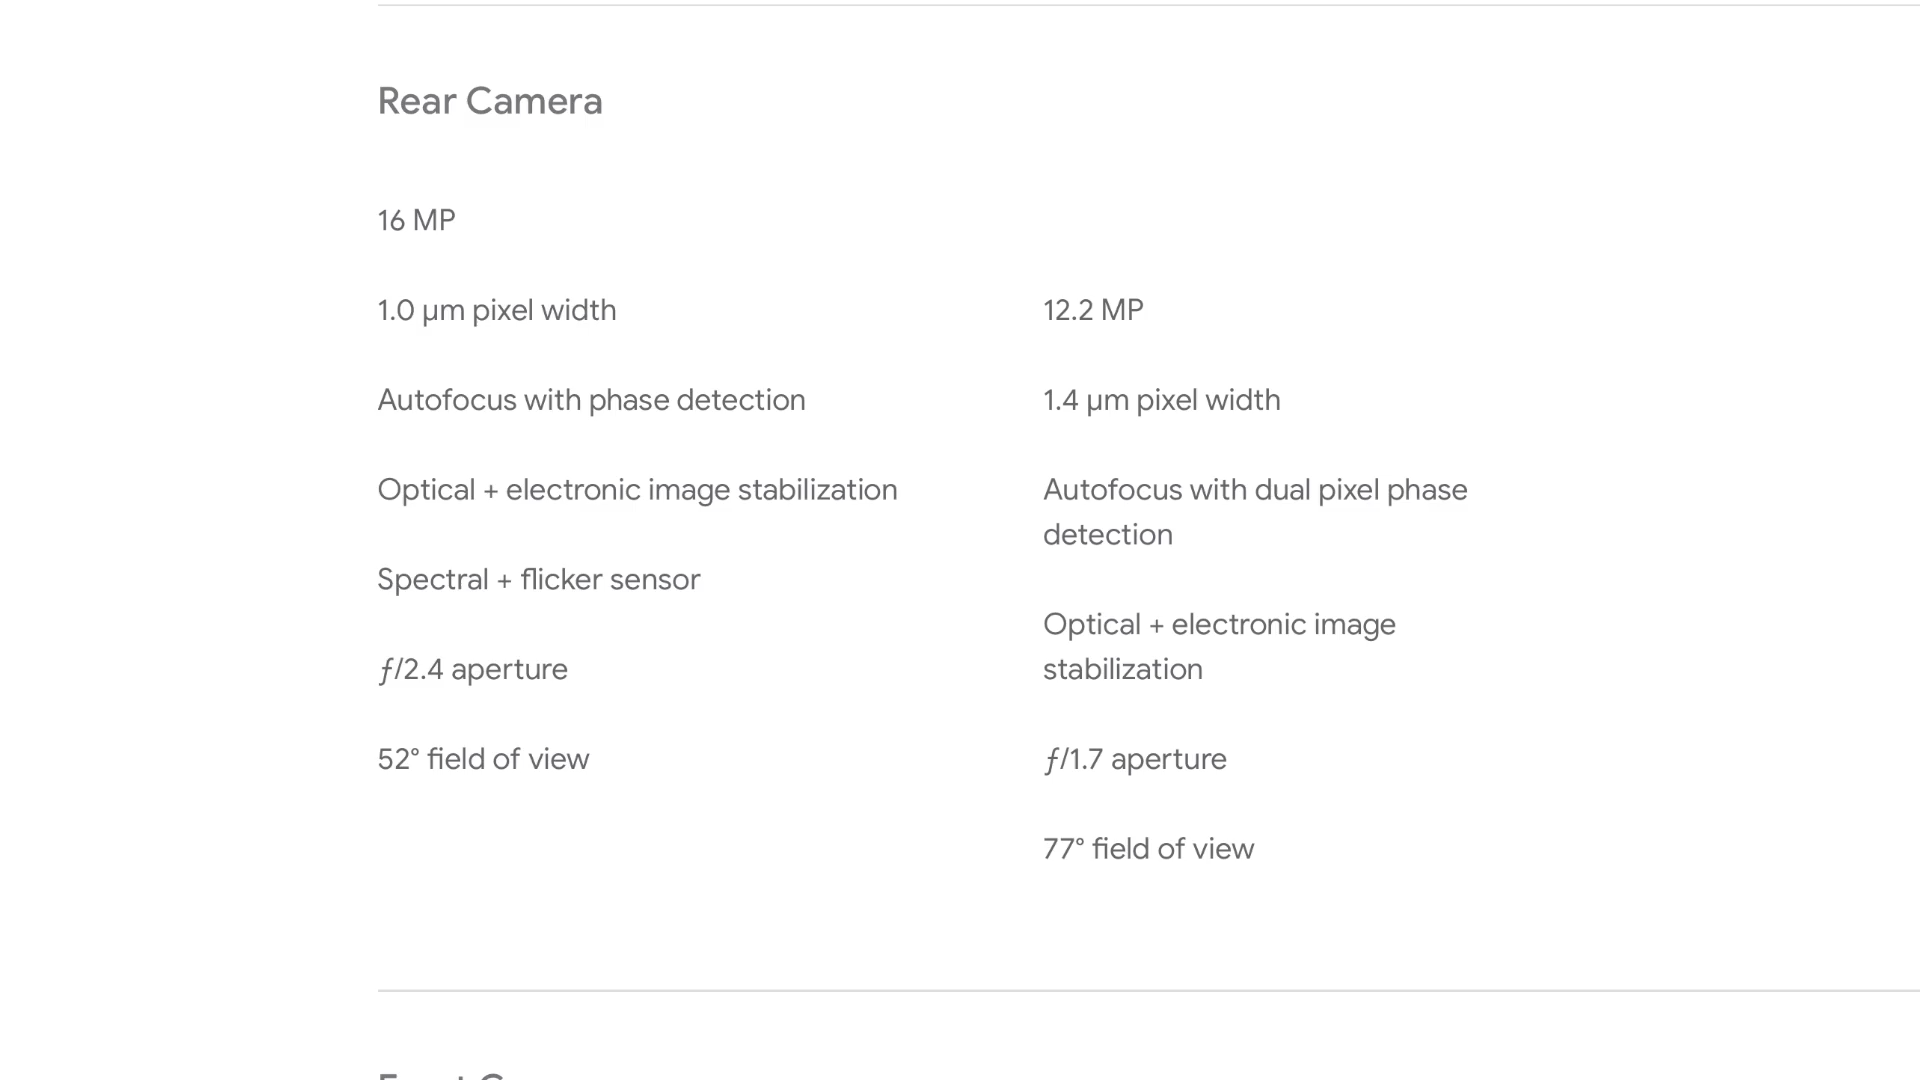 Rear Camera
16 MP
1.0 μm pixel width
Autofocus with phase detection
Optical + electronic image stabilization
Spectral + flicker sensor
ƒ/2.4 aperture
52° field of view
12.2 MP
1.4 μm pixel width
Autofocus with dual pixel phase
detection
Optical + electronic image
stabilization
ƒ/1.7 aperture
77° field of view